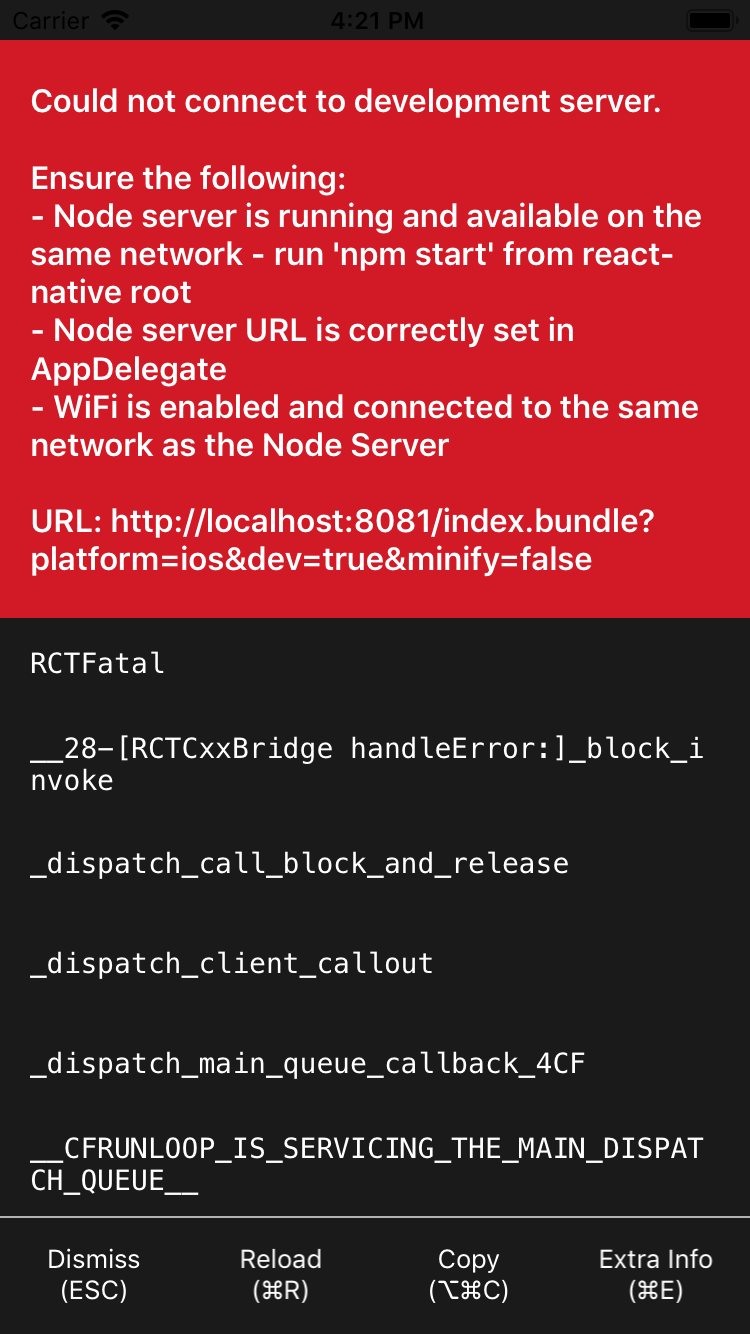 Carrier
4:21 PM
Could not connect to development server.
Ensure the following:
- Node server is running and available on the
same network - run 'npm start' from react-
native root
- Node server URL is correctly set in
AppDelegate
- WiFi is enabled and connected to the same
network as the Node Server
URL: http://localhost:8081/index.bundle?
platform=ios&dev=true&minify=false
RCTFatal
__28-[RCTCxxBridge handleError:]_block_i
nvoke
_dispatch_call_block_and_release
_dispatch_client_callout
_dispatch_main_queue_callback_4CF
__CFRUNLOOP_IS_SERVICING_THE_MAIN_DISPAT
CH_QUEUE__
Dismiss
(ESC)
Reload
(⌘R)
Copy
(⌥⌘C)
Extra Info
(⌘E)